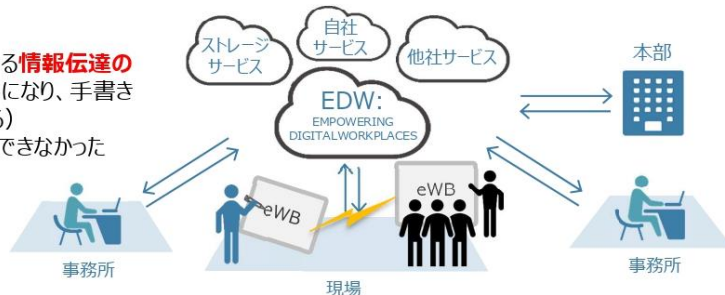 る情報伝達の
になり、手書き
)
できなかった
ストレージ
サービス
自社
サービス
他社サービス
EDW:
EMPOWERING
DIGITALWORKPLACES
本部
eWB
eWB
事務所
現場
事務所